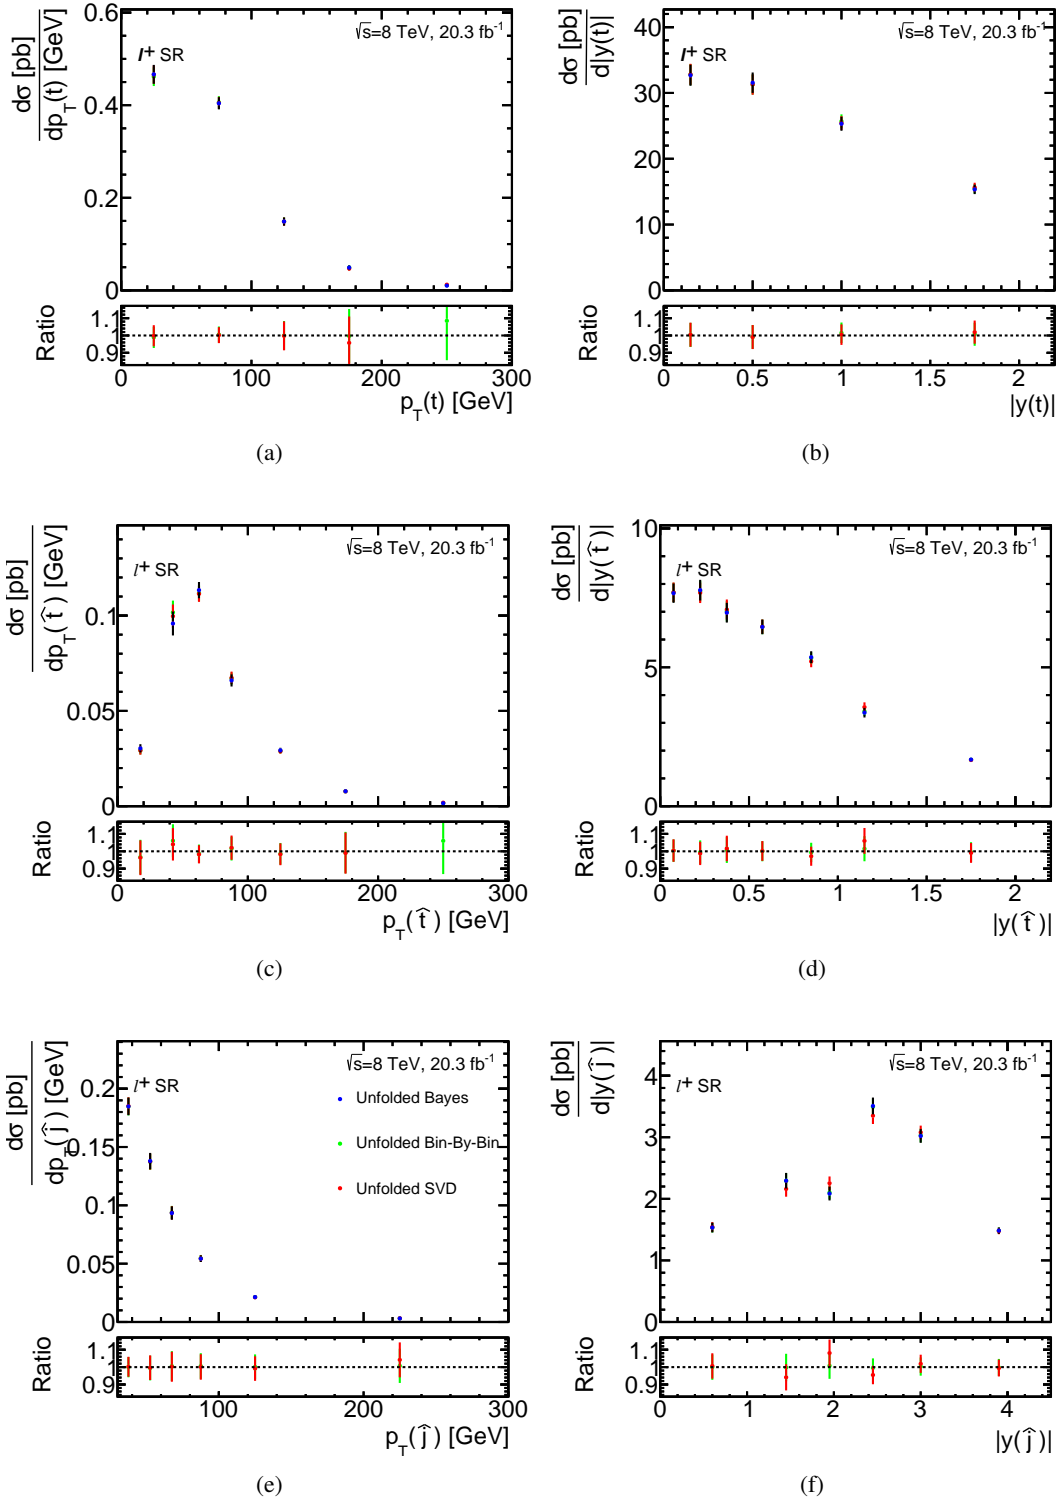 dσ [pb]
dp_T(t) [GeV]
0.6
0.4
0.2
0
l+ SR
√s=8 TeV, 20.3 fb-1
Ratio
1.1
1
0.9
0 100 200 300
p_T(t) [GeV]
(a)
dσ [pb]
d|y(t)|
40
30
20
10
0
l+ SR
√s=8 TeV, 20.3 fb-1
Ratio
1.1
1
0.9
0 0.5 1 1.5 2
|y(t)|
(b)
dσ [pb]
dp_T(t̂) [GeV]
0.1
0.05
0
l+ SR
√s=8 TeV, 20.3 fb-1
Ratio
1.1
1
0.9
0 100 200 300
p_T(t̂) [GeV]
(c)
dσ [pb]
d|y(t̂)|
10
5
0
l+ SR
√s=8 TeV, 20.3 fb-1
Ratio
1.1
1
0.9
0 0.5 1 1.5 2
|y(t̂)|
(d)
dσ [pb]
dp_T(ĵ) [GeV]
0.2
0.15
0.1
0.05
0
l+ SR
√s=8 TeV, 20.3 fb-1
Unfolded Bayes
Unfolded Bin-By-Bin
Unfolded SVD
Ratio
1.1
1
0.9
100 200 300
p_T(ĵ) [GeV]
(e)
dσ [pb]
d|y(ĵ)|
4
3
2
1
0
l+ SR
√s=8 TeV, 20.3 fb-1
Ratio
1.1
1
0.9
0 1 2 3 4
|y(ĵ)|
(f)